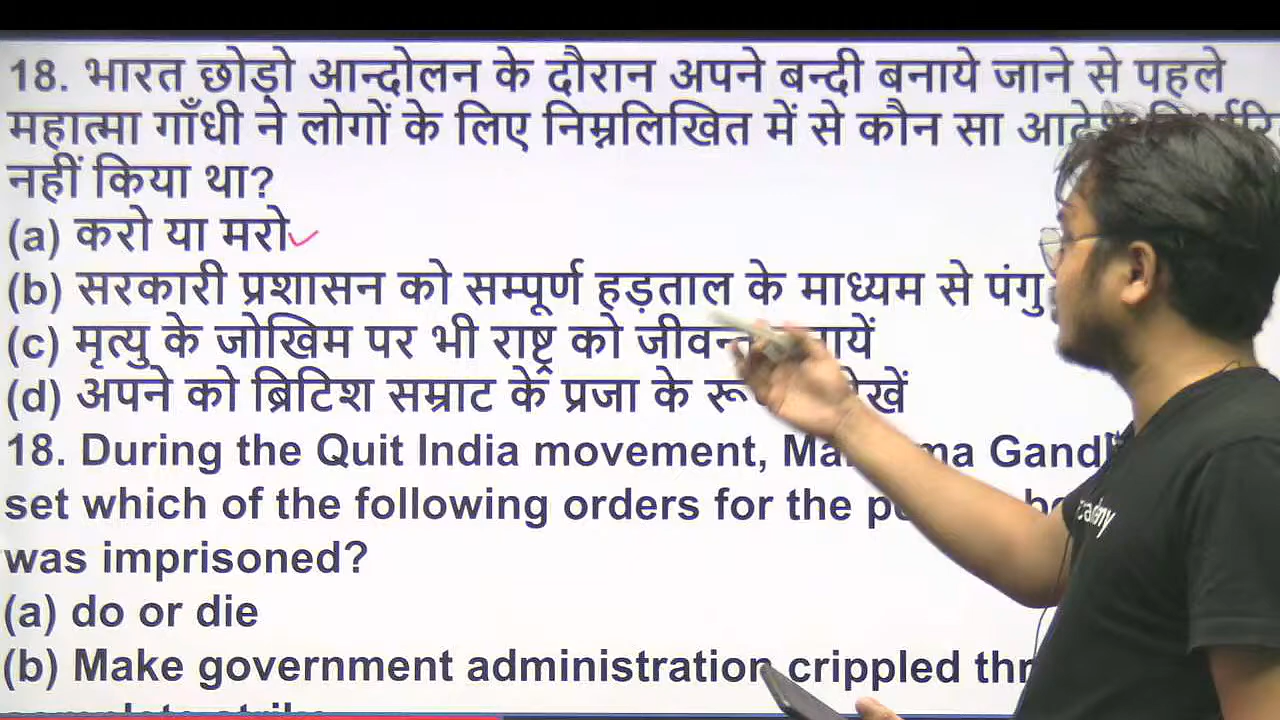 18. भारत छोड़ो आन्दोलन के दौरान अपने बन्दी बनाये जाने से पहले
महात्मा गाँधी ने लोगों के लिए निम्नलिखित में से कौन सा
नहीं किया था?
(a) करो या मरो
(b) सरकारी प्रशासन को सम्पूर्ण हड़ताल के माध्यम से पंगु
(c) मृत्यु के जोखिम पर भी राष्ट्र को
(d) अपने को ब्रिटिश सम्राट के प्रजा के
18. During the Quit India movement,
set which of the following orders for the
was imprisoned?
(a) do or die
(b) Make government administration crippled